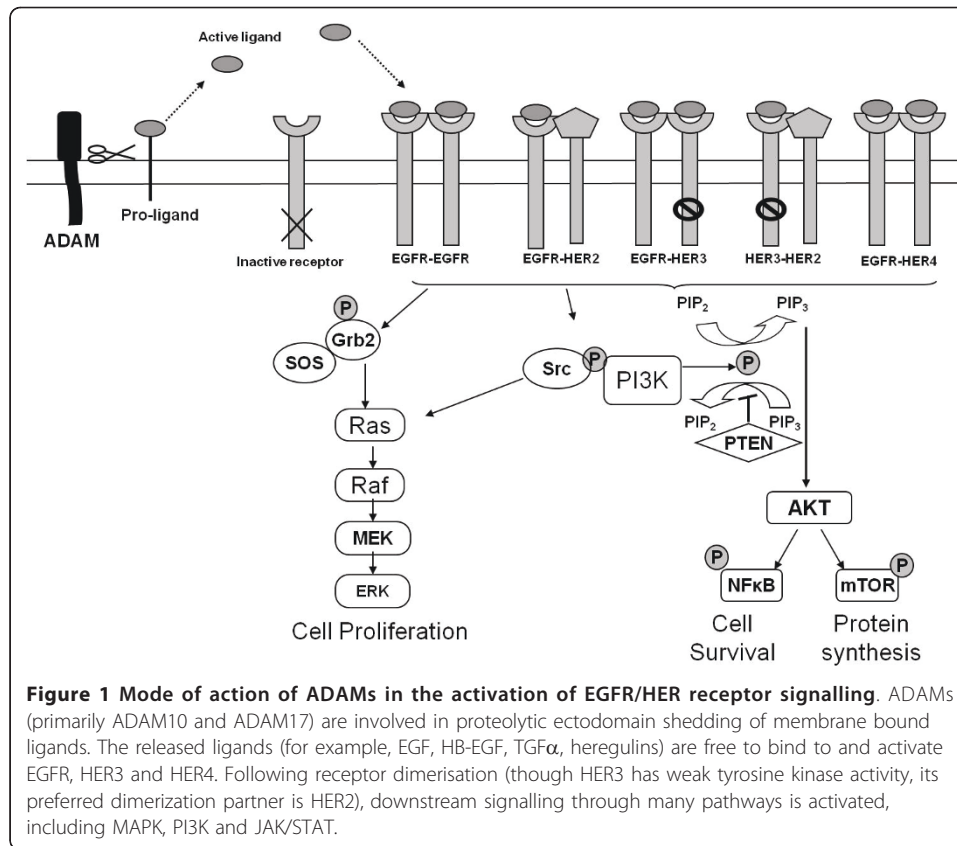 Active ligand
Pro-ligand
ADAM
Inactive receptor
EGFR-EGFR
EGFR-HER2
EGFR-HER3
HER3-HER2
EGFR-HER4
P
Grb2
SOS
Ras
Raf
MEK
ERK
Cell Proliferation
Src
P
PI3K
PIP2
PIP3
P
PIP2
PIP3
PTEN
AKT
P
NFκB
P
mTOR
Cell
Survival
Protein
synthesis
Figure 1 Mode of action of ADAMs in the activation of EGFR/HER receptor signalling. ADAMs
(primarily ADAM10 and ADAM17) are involved in proteolytic ectodomain shedding of membrane bound
ligands. The released ligands (for example, EGF, HB-EGF, TGFα, heregulins) are free to bind to and activate
EGFR, HER3 and HER4. Following receptor dimerisation (though HER3 has weak tyrosine kinase activity, its
preferred dimerization partner is HER2), downstream signalling through many pathways is activated,
including MAPK, PI3K and JAK/STAT.